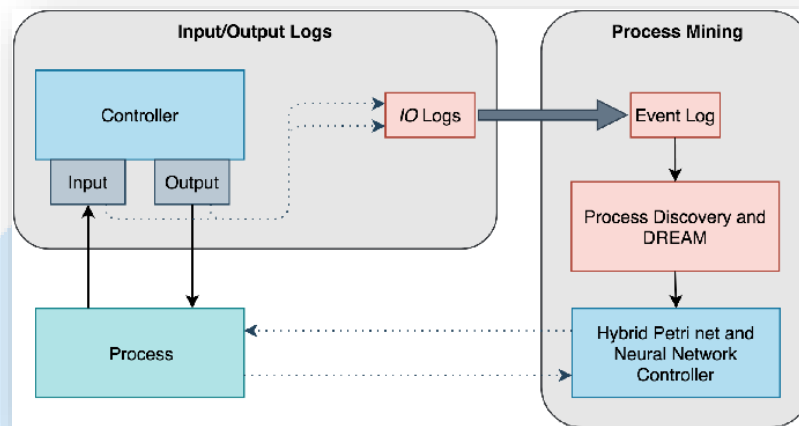 Input/Output Logs
Process Mining
Controller
Input
Output
IO Logs
Event Log
Process Discovery and
DREAM
Process
Hybrid Petri net and
Neural Network
Controller